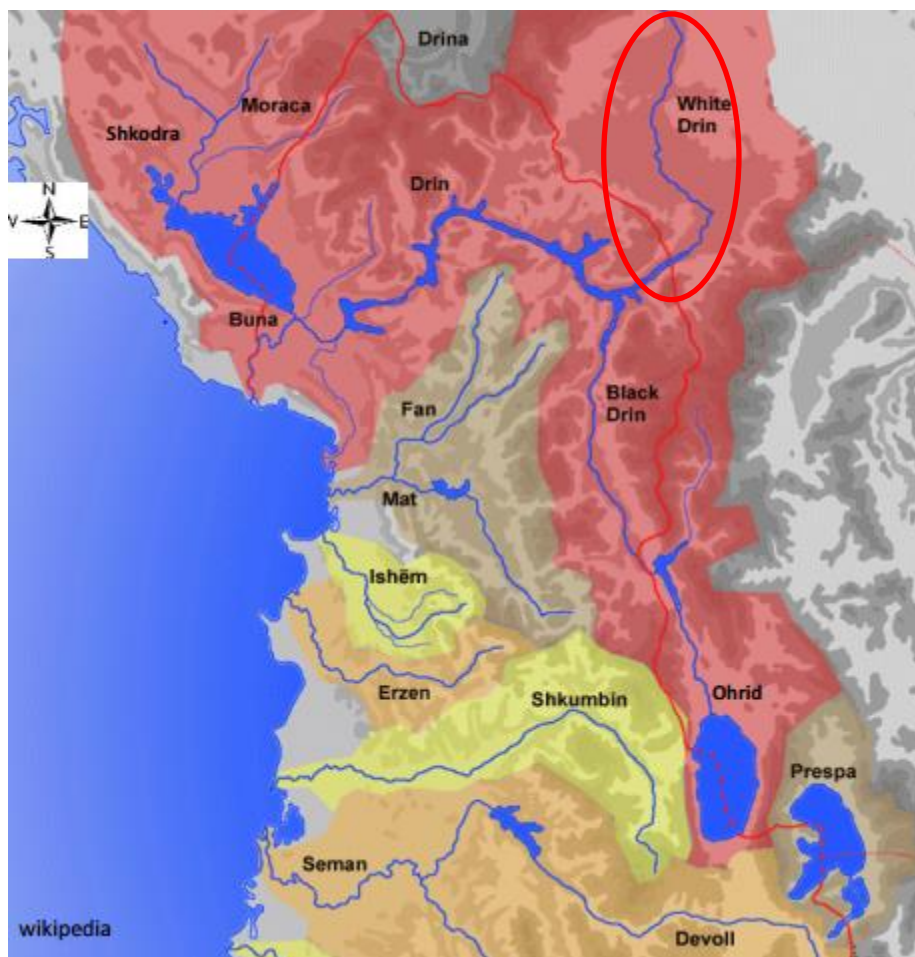 Drina
Moraca
White
Drin
Shkodra
Drin
N
V
E
S
Buna
Black
Drin
Fan
Mat
Ishëm
Erzen
Shkumbin
Ohrid
Prespa
Seman
wikipedia
Devoll